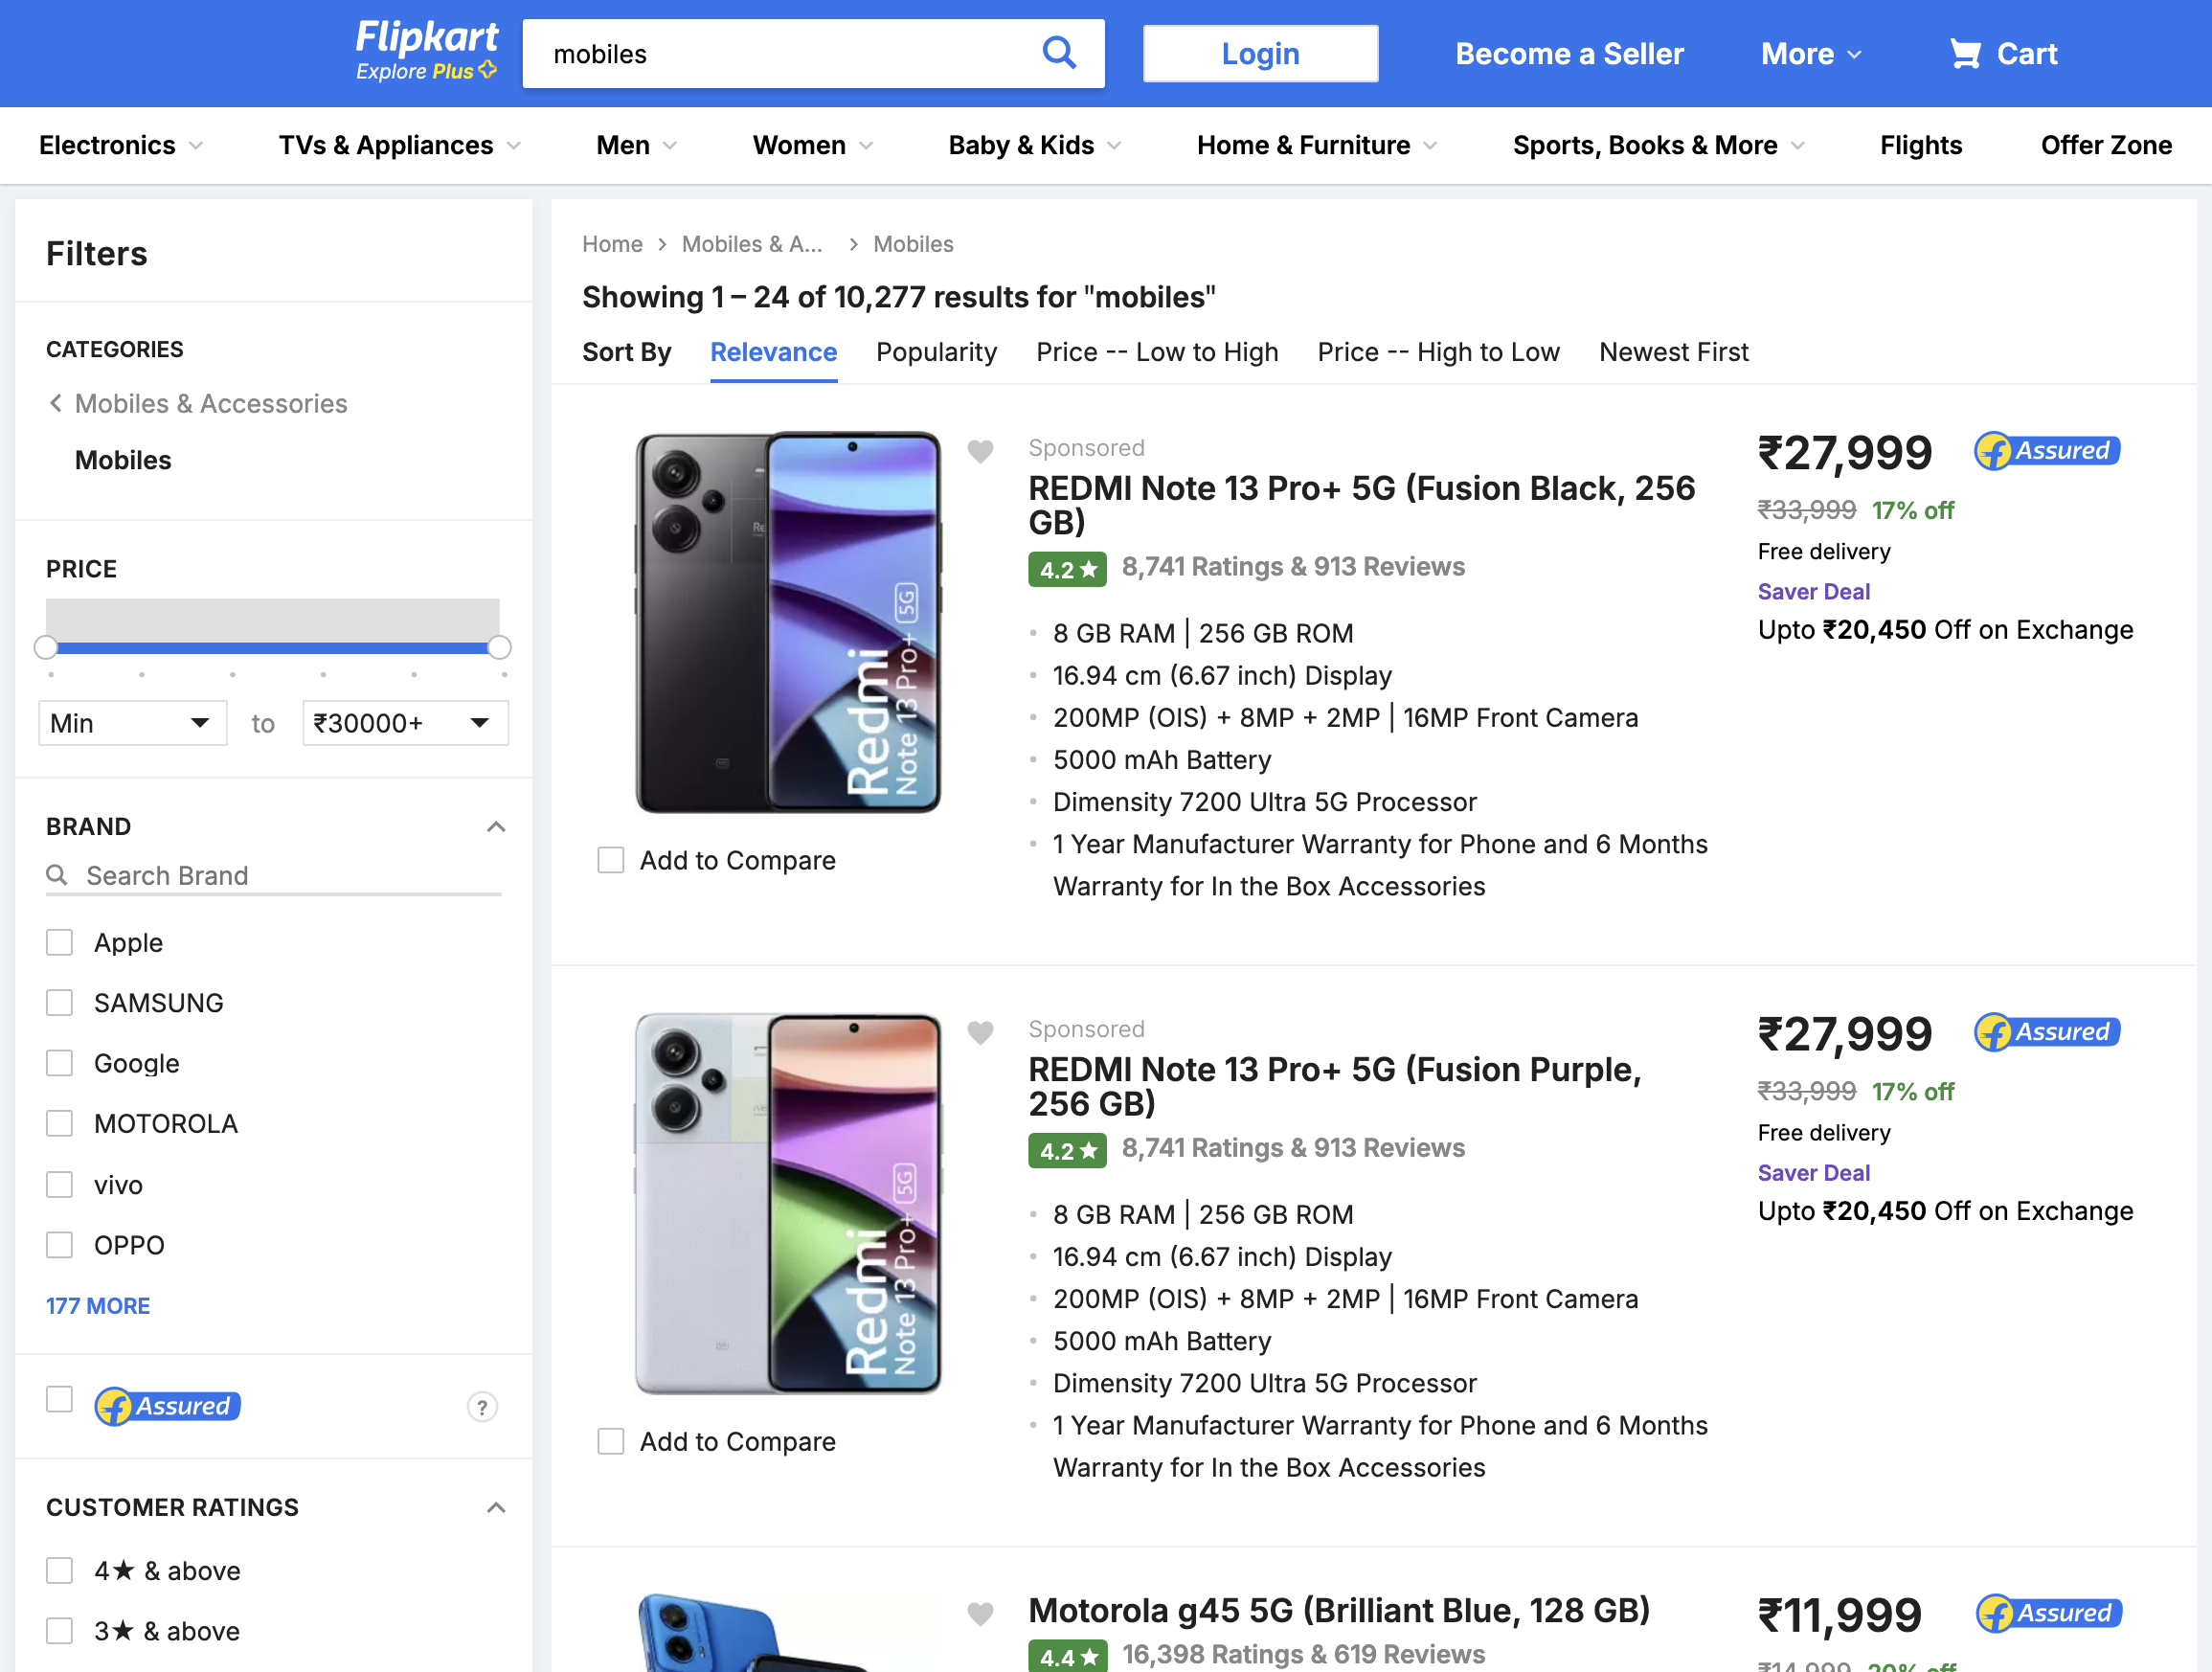 Flipkart
Explore Plus
mobiles
Login
Become a Seller
More
Cart
Electronics
TVs & Appliances
Men
Women
Baby & Kids
Home & Furniture
Sports, Books & More
Flights
Offer Zone
Filters
CATEGORIES
Mobiles & Accessories
Mobiles
PRICE
Min
to
₹30000+
BRAND
Search Brand
Apple
SAMSUNG
Google
MOTOROLA
vivo
OPPO
177 MORE
Assured
?
CUSTOMER RATINGS
4★ & above
3★ & above
Home
Mobiles & A...
Mobiles
Showing 1 – 24 of 10,277 results for "mobiles"
Sort By
Relevance
Popularity
Price -- Low to High
Price -- High to Low
Newest First
Redmi
Note 13 Pro+ 5G
Add to Compare
Sponsored
REDMI Note 13 Pro+ 5G (Fusion Black, 256
GB)
4.2★
8,741 Ratings & 913 Reviews
8 GB RAM | 256 GB ROM
16.94 cm (6.67 inch) Display
200MP (OIS) + 8MP + 2MP | 16MP Front Camera
5000 mAh Battery
Dimensity 7200 Ultra 5G Processor
1 Year Manufacturer Warranty for Phone and 6 Months
Warranty for In the Box Accessories
₹27,999
Assured
₹33,999 17% off
Free delivery
Saver Deal
Upto ₹20,450 Off on Exchange
Redmi
Note 13 Pro+ 5G
Add to Compare
Sponsored
REDMI Note 13 Pro+ 5G (Fusion Purple,
256 GB)
4.2★
8,741 Ratings & 913 Reviews
8 GB RAM | 256 GB ROM
16.94 cm (6.67 inch) Display
200MP (OIS) + 8MP + 2MP | 16MP Front Camera
5000 mAh Battery
Dimensity 7200 Ultra 5G Processor
1 Year Manufacturer Warranty for Phone and 6 Months
Warranty for In the Box Accessories
₹27,999
Assured
₹33,999 17% off
Free delivery
Saver Deal
Upto ₹20,450 Off on Exchange
Motorola g45 5G (Brilliant Blue, 128 GB)
4.4★
16,398 Ratings & 619 Reviews
₹11,999
Assured
₹14,999 20% off